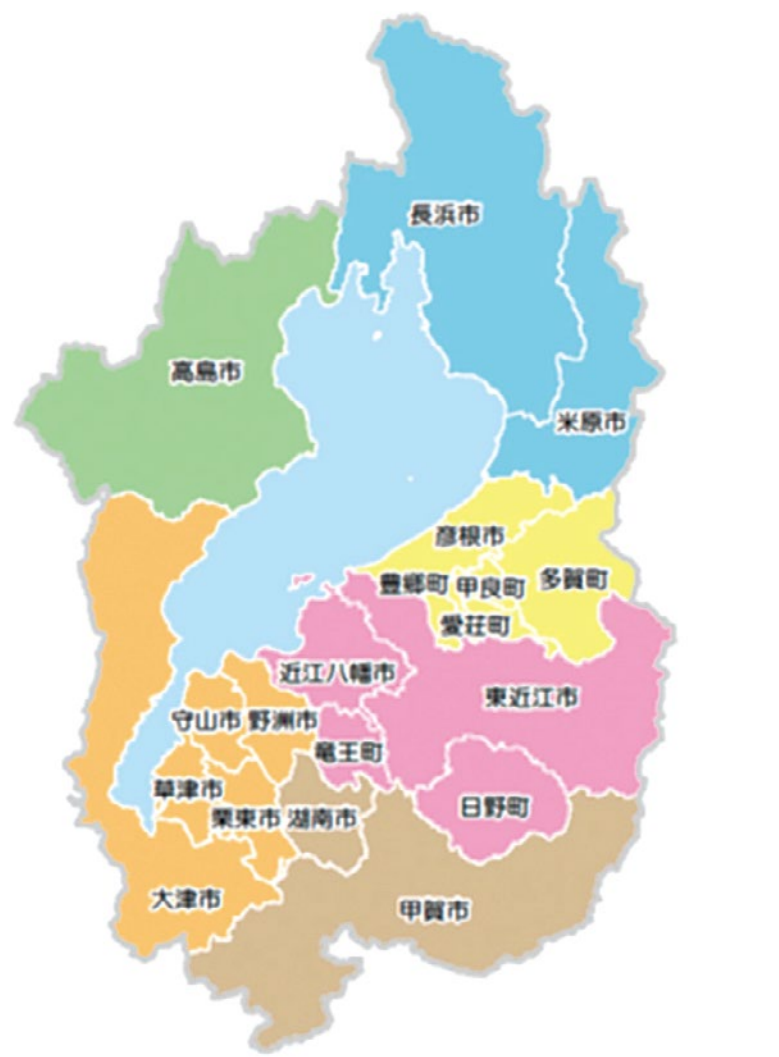 長浜市
高島市
米原市
彦根市
豊郷町
甲良町
多賀町
愛荘町
近江八幡市
東近江市
守山市
野洲市
竜王町
草津市
栗東市
湖南市
日野町
大津市
甲賀市